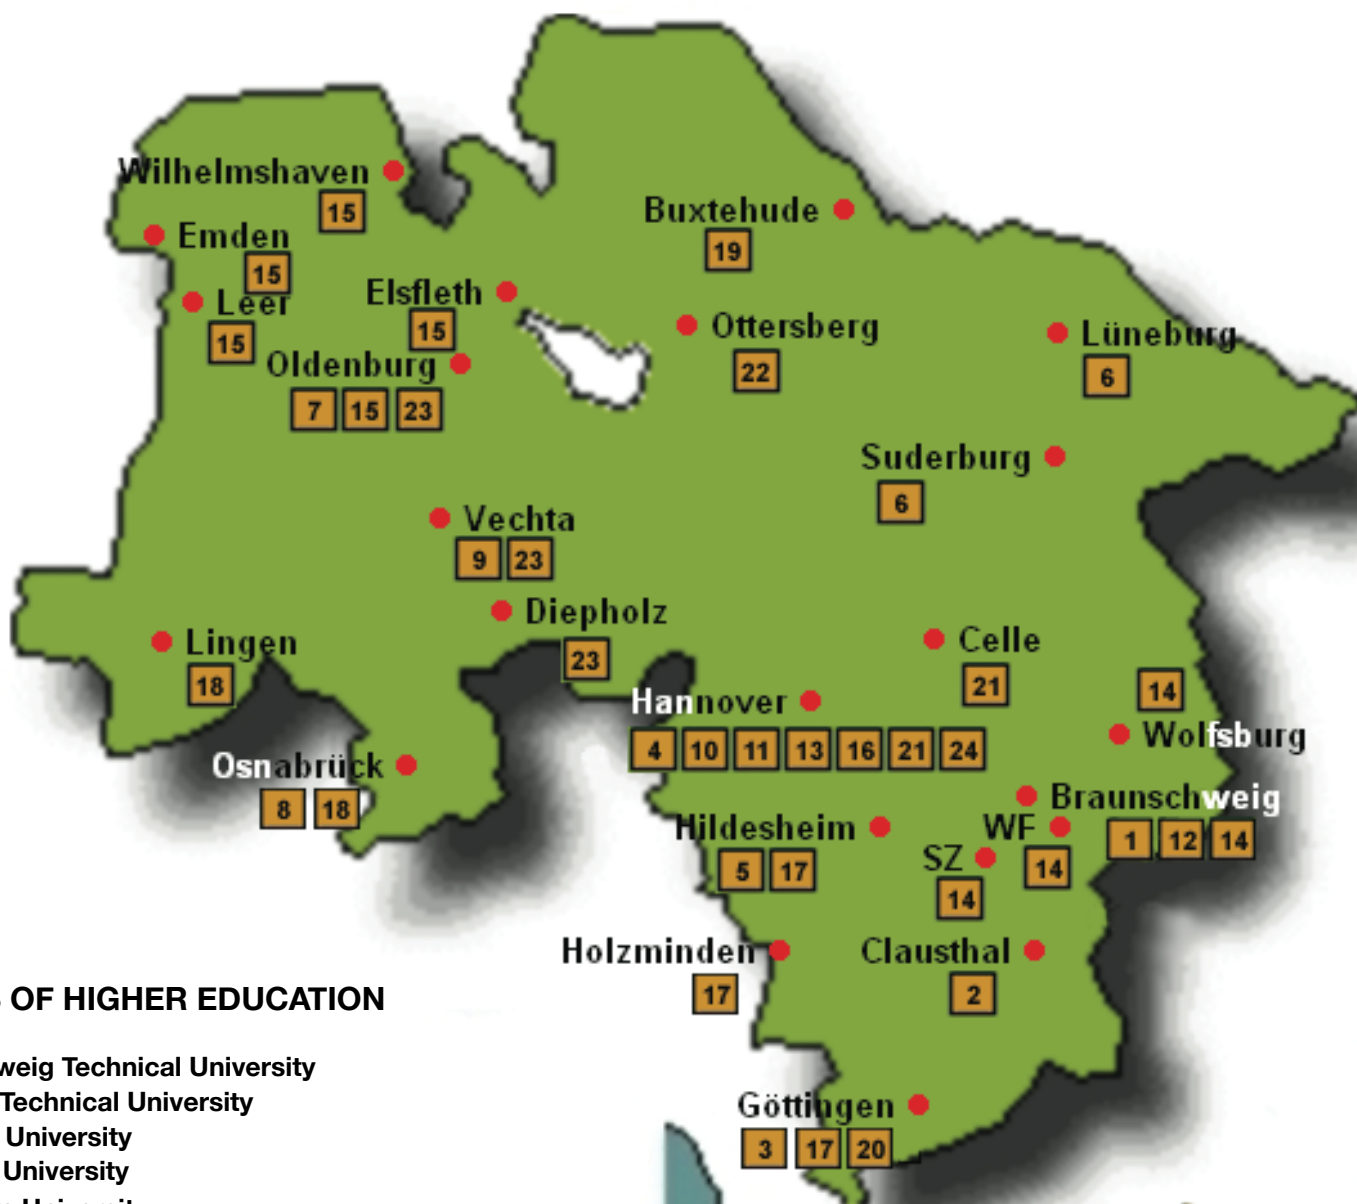 Wilhelmshaven
15
Emden
15
Leer
15
Elsfleth
15
Oldenburg
7 15 23
Buxtehude
19
Ottersberg
22
Lüneburg
6
Suderburg
6
Vechta
9 23
Diepholz
23
Lingen
18
Osnabrück
8 18
Celle
21
Hannover
4 10 11 13 16 21 24
14
Wolfsburg
Braunschweig
1 12 14
WF
14
SZ
14
Hildesheim
5 17
Holzminden
17
Clausthal
2
Göttingen
3 17 20
OF HIGHER EDUCATION
weig Technical University
Technical University
University
University